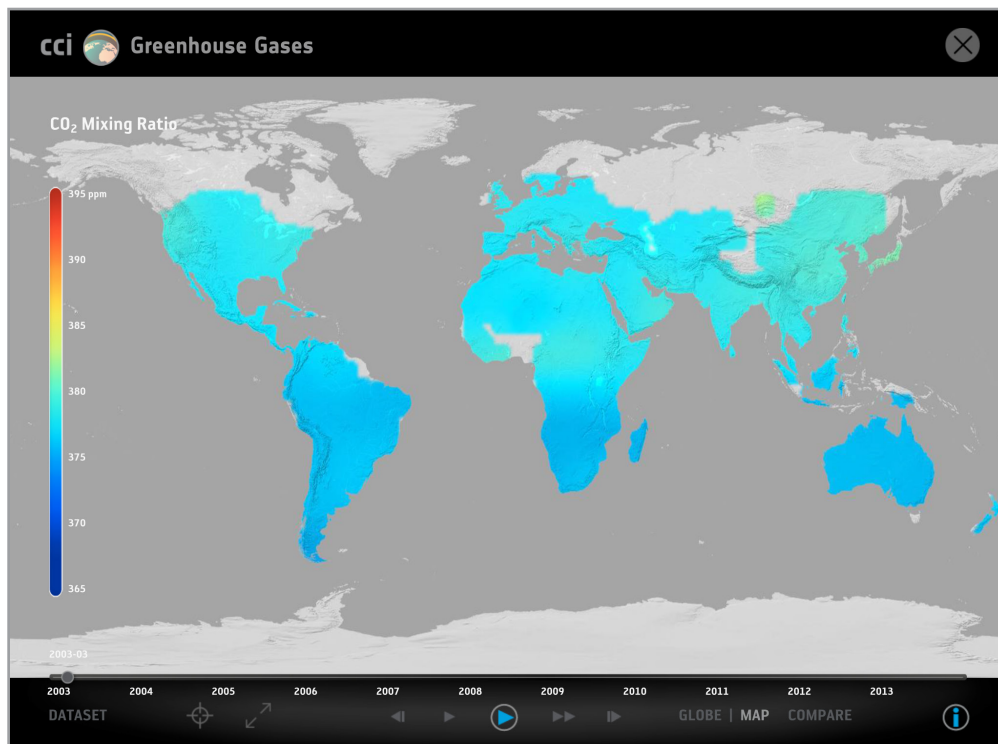 cci Greenhouse Gases
CO₂ Mixing Ratio
395 ppm
390
385
380
375
370
365
2003-03
2003 2004 2005 2006 2007 2008 2009 2010 2011 2012 2013
DATASET GLOBE | MAP COMPARE